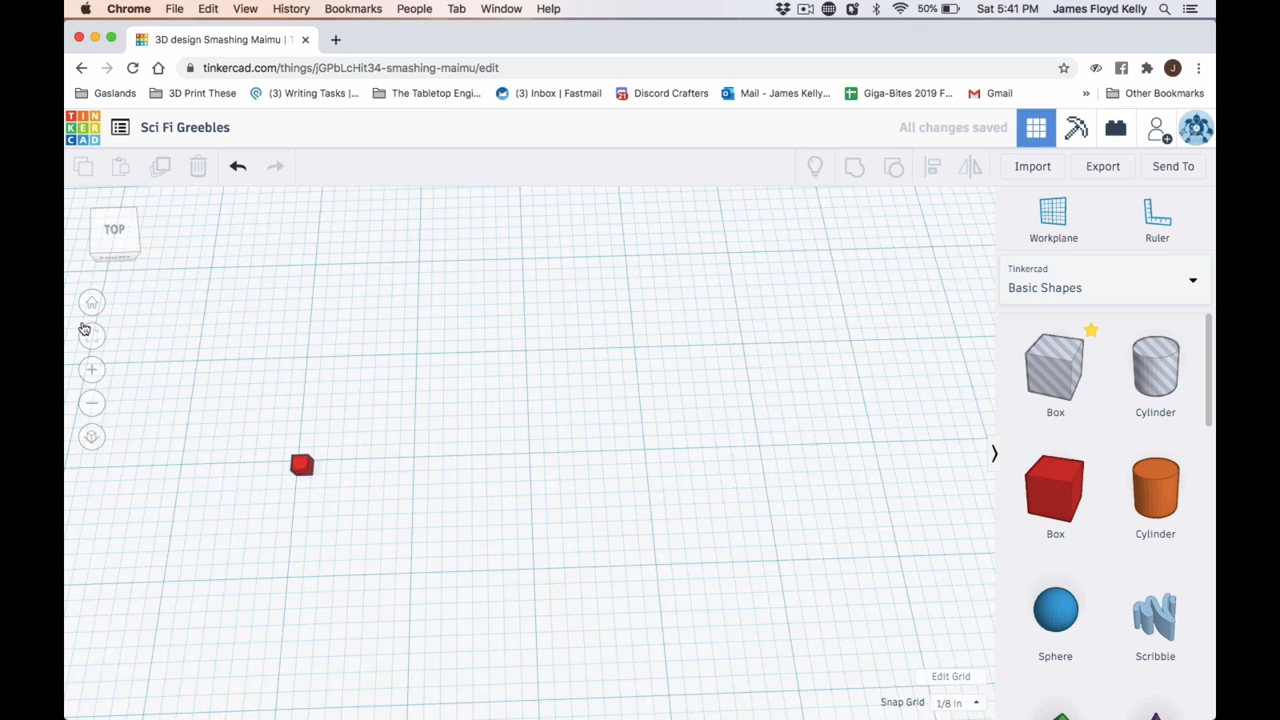 Chrome File Edit View History Bookmarks People Tab Window Help 50% Sat 5:41 PM James Floyd Kelly
3D design Smashing Maimu | T
tinkercad.com/things/jGPbLcHit34-smashing-maimu/edit J
Gaslands 3D Print These (3) Writing Tasks |... The Tabletop Engi... (3) Inbox | Fastmail Discord Crafters Mail - James Kelly... Giga-Bites 2019 F... Gmail » Other Bookmarks
TIN
KER
CAD
Sci Fi Greebles All changes saved
Import Export Send To
TOP
Workplane Ruler
Tinkercad
Basic Shapes
Box Cylinder
Box Cylinder
Sphere Scribble
Edit Grid
Snap Grid 1/8 in